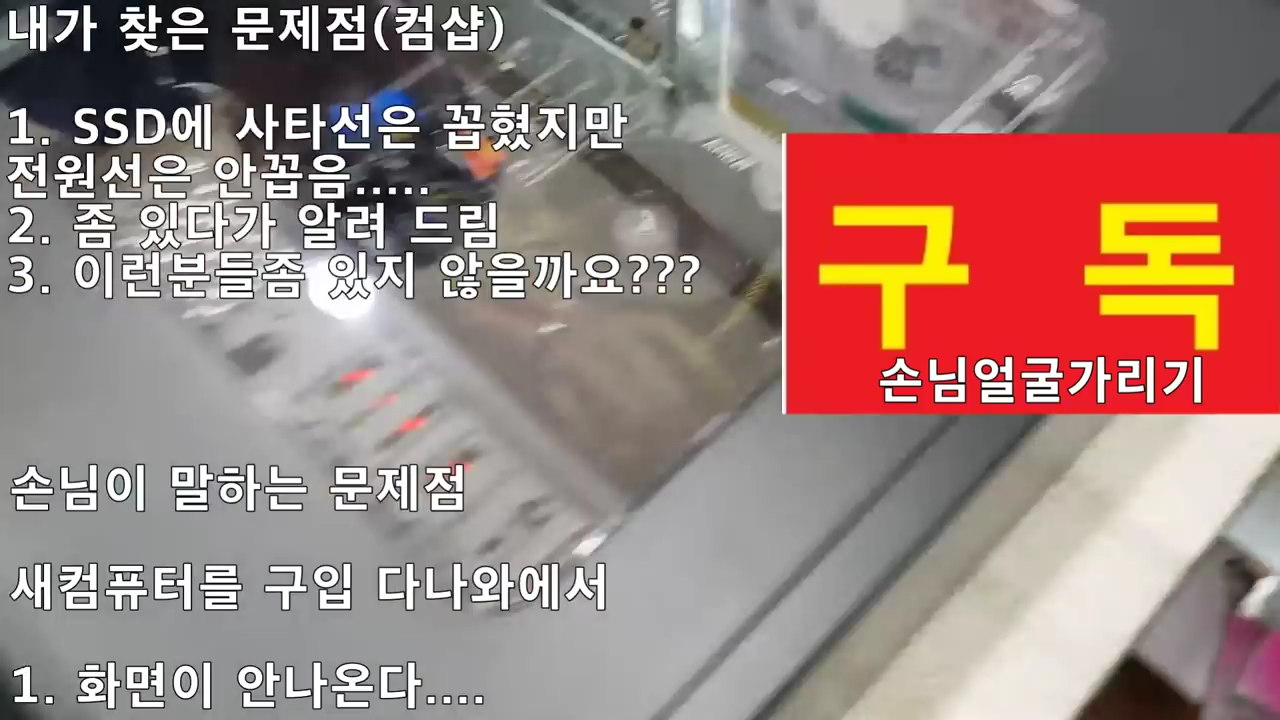 내가 찾은 문제점(컴샵)
1. SSD에 사타선은 꼽혔지만
전원선은 안꼽음.....
2. 좀 있다가 알려 드림
3. 이런분들좀 있지 않을까요???
구 독
손님얼굴가리기
손님이 말하는 문제점
새컴퓨터를 구입 다나와에서
1. 화면이 안나온다....